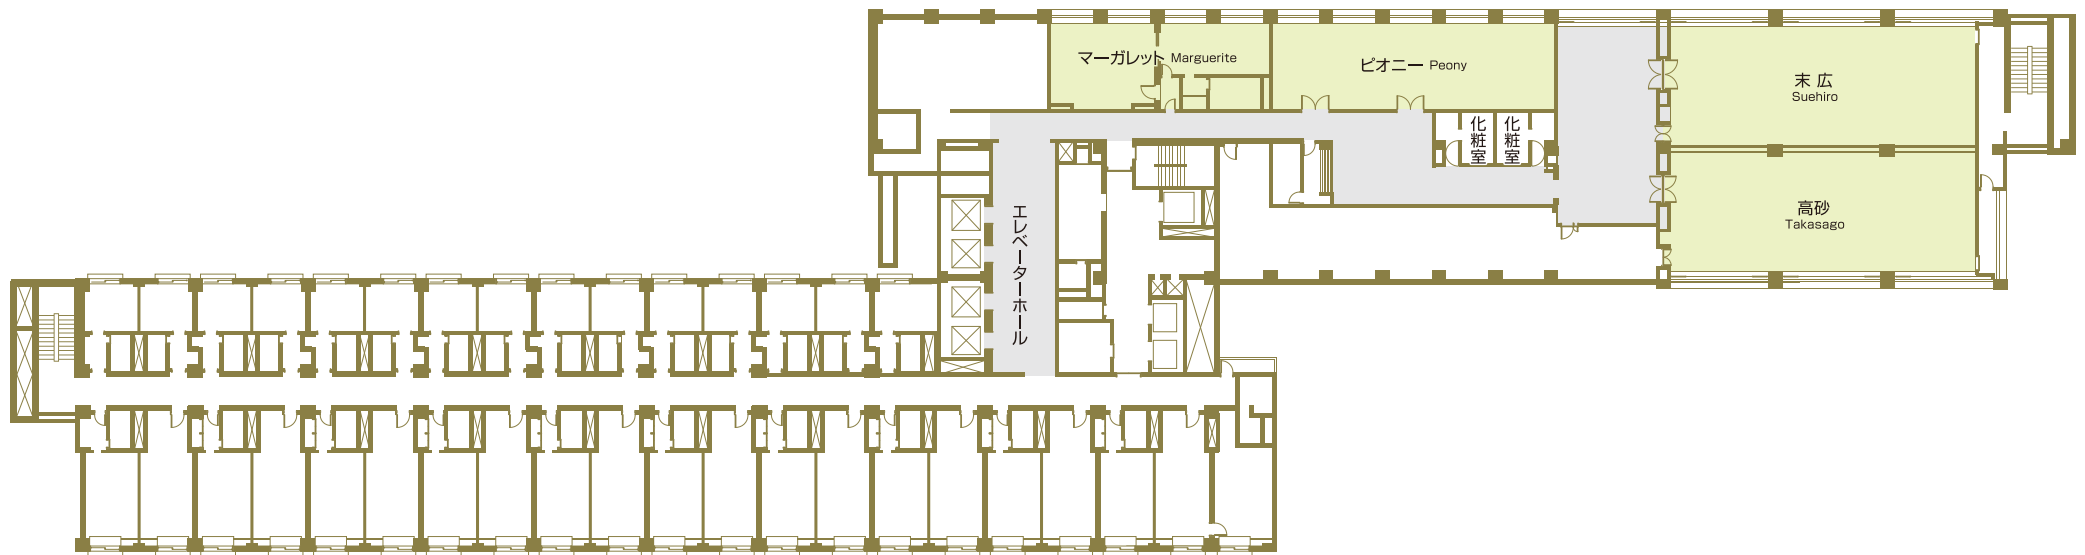 マーガレット Marguerite
ピオニー Peony
末広
Suehiro
化粧室
化粧室
高砂
Takasago
エレベーターホール